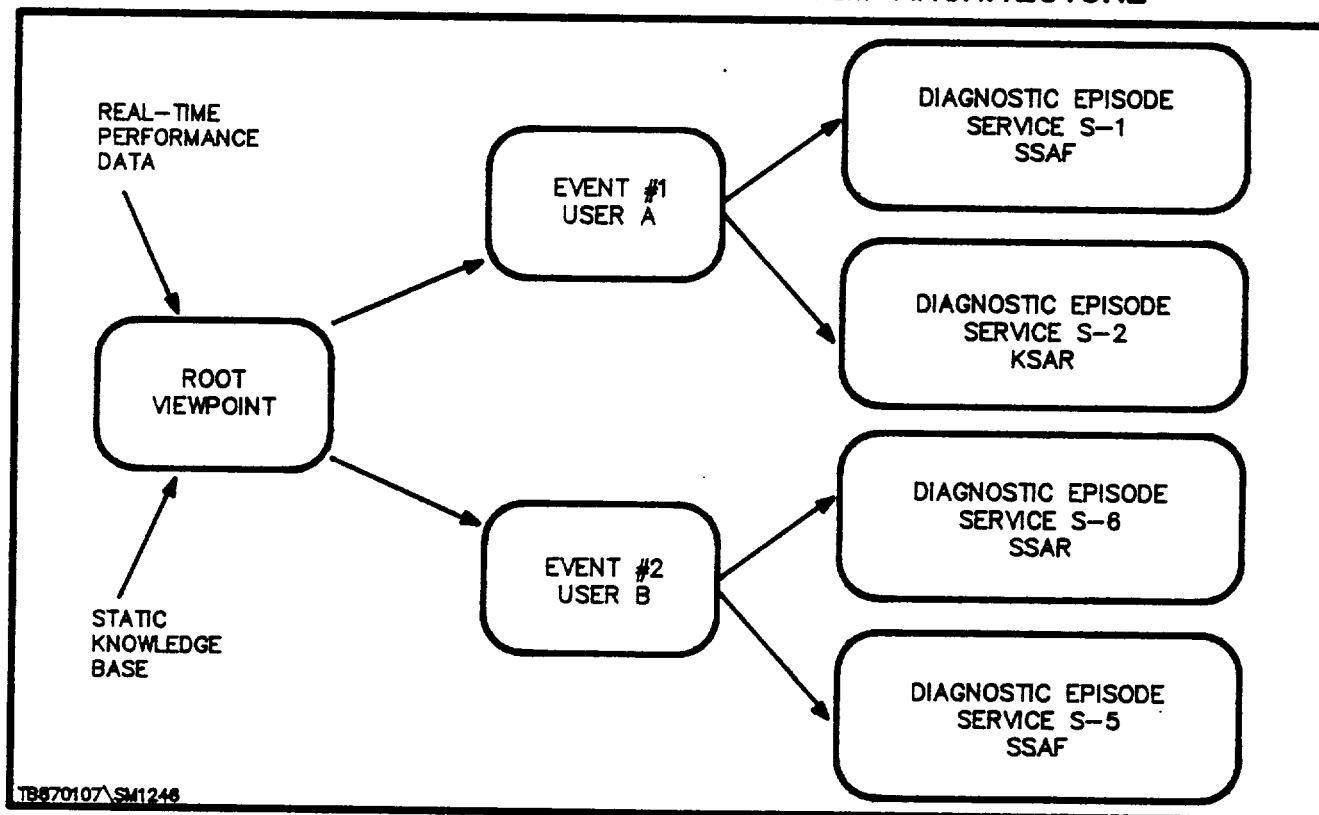 ARCHITECTURE
REAL-TIME
PERFORMANCE
DATA
ROOT
VIEWPOINT
STATIC
KNOWLEDGE
BASE
EVENT #1
USER A
EVENT #2
USER B
DIAGNOSTIC EPISODE
SERVICE S-1
SSAF
DIAGNOSTIC EPISODE
SERVICE S-2
KSAR
DIAGNOSTIC EPISODE
SERVICE S-6
SSAR
DIAGNOSTIC EPISODE
SERVICE S-5
SSAF
TB870107\SM1246